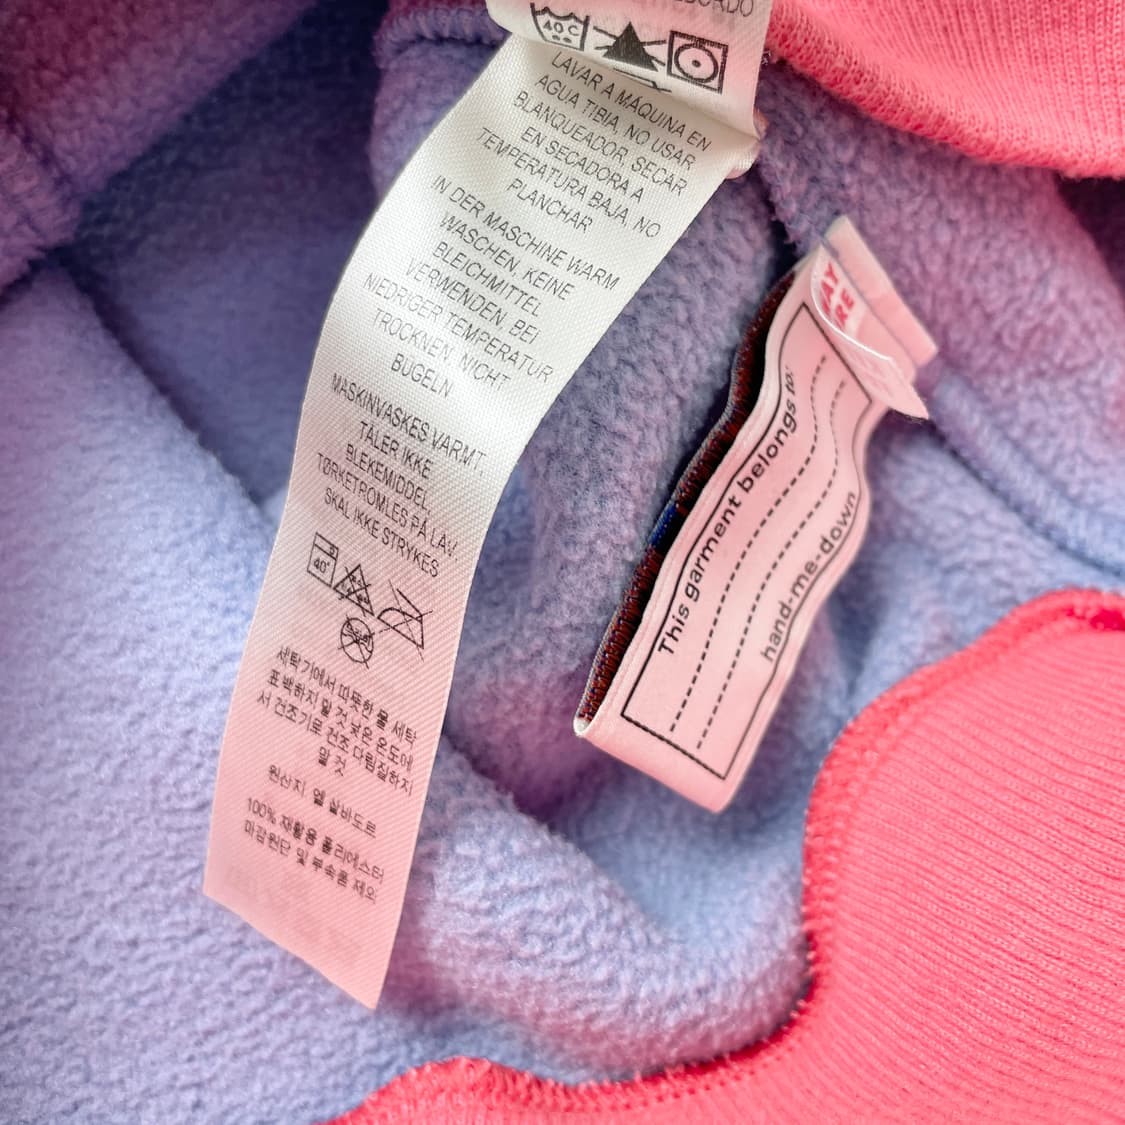 40 C
LAVAR A MÁQUINA EN
AGUA TIBIA, NO USAR
BLANQUEADOR, SECAR
EN SECADORA A
TEMPERATURA BAJA, NO
PLANCHAR
IN DER MASCHINE WARM
WASCHEN, KEINE
BLEICHMITTEL
VERWENDEN, BEI
NIEDRIGER TEMPERATUR
TROCKNEN, NICHT
BÜGELN
MASKINVASKES VARMT,
TÅLER IKKE
BLEKEMIDDEL,
TØRKETROMLES PÅ LAV,
SKAL IKKE STRYKES
40°
세탁기에서 따뜻한 물 세탁
표백하지 말 것, 낮은 온도에
서 건조기로 건조 다림질하지
말 것
원산지 엘 살바도르
100% 재활용 폴리에스터
마감원단 및 부속물 제외
This garment belongs to:
hand-me-down